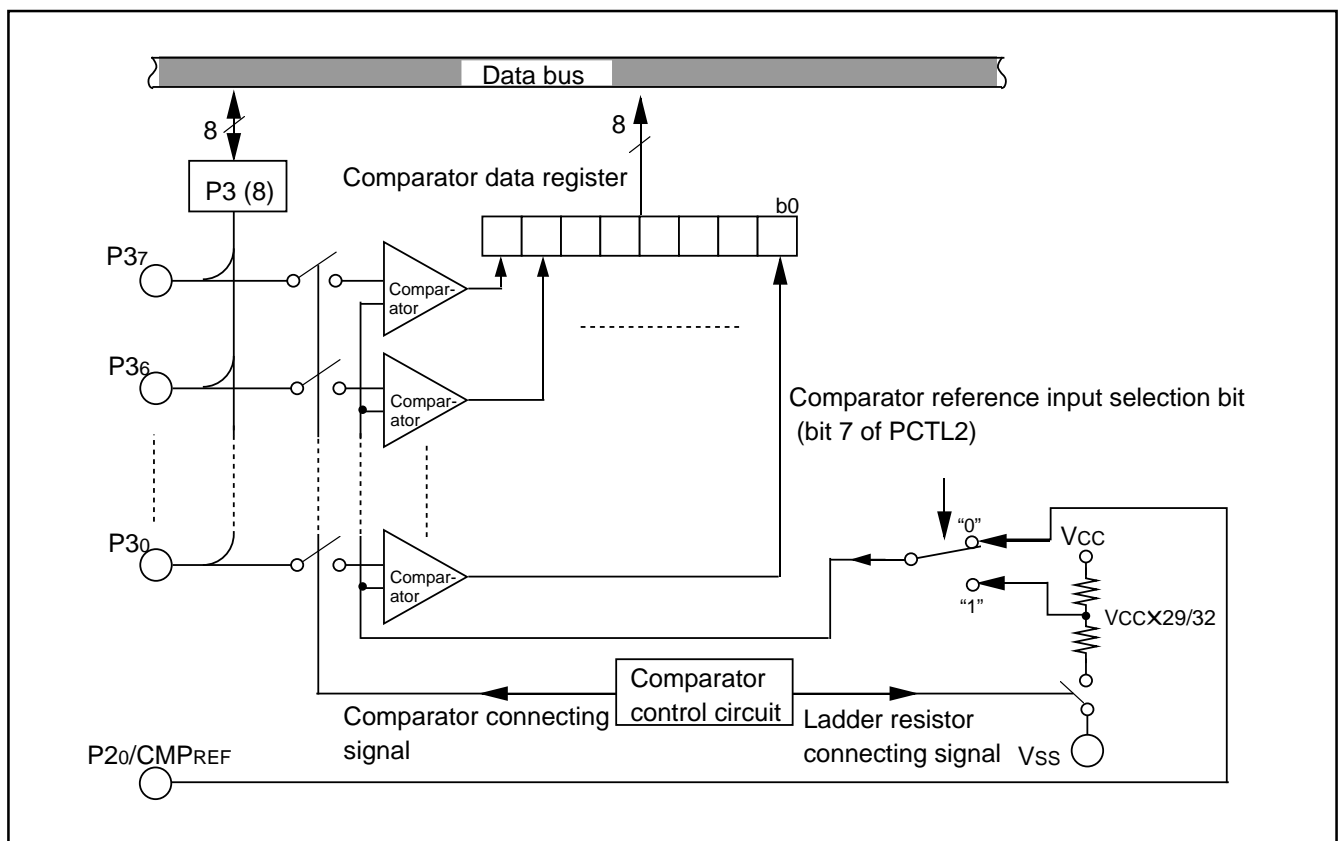 Data bus
8
8
P3 (8)
Comparator data register
b0
P37
Compar-
ator
P36
Compar-
ator
Comparator reference input selection bit
(bit 7 of PCTL2)
P30
Compar-
ator
“0”
VCC
“1”
VCC×29/32
Comparator
control circuit
Comparator connecting
signal
Ladder resistor
connecting signal
VSS
P20/CMPREF